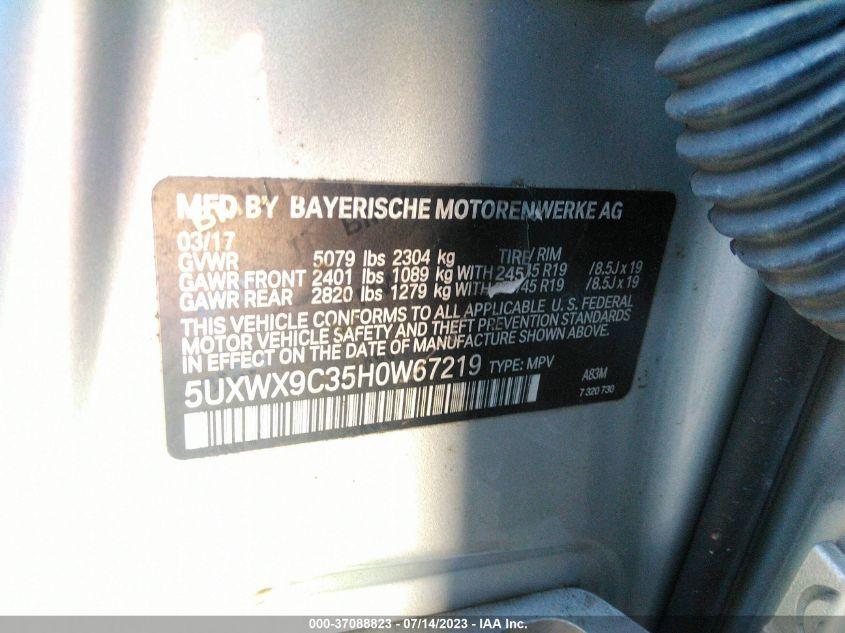 MFD BY BAYERISCHE MOTORENWERKE AG
03/17 TIRE/ RIM
GVWR 5079 lbs 2304 kg
GAWR FRONT 2401 lbs 1089 kg WITH R19 /8.5J x 19
GAWR REAR 2820 lbs 1279 kg WITH 45 R19 /8.5J x 19
THIS VEHICLE CONFORMS TO ALL APPLICABLE U. S. FEDERAL
MOTOR VEHICLE SAFETY AND THEFT PREVENTION STANDARDS
IN EFFECT ON THE DATE OF MANUFACTURE SHOWN ABOVE.
5UXWX9C35H0W67219 TYPE: MPV A83M
7 320 730
000-37088823 / 07/14/2023 / IAA Inc.